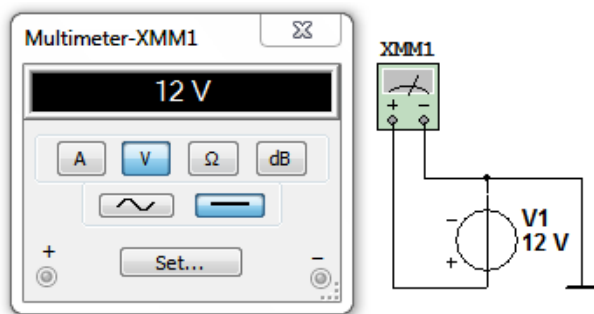 Multimeter-XMM1
12 V
A V Ω dB
+ Set... −
XMM1
+ −
− V1
12 V
+